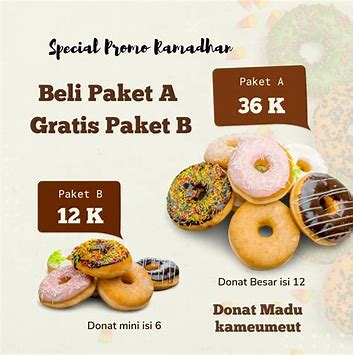 Special Promo Ramadhan
Beli Paket A
Gratis Paket B
Paket A
36 K
Paket B
12 K
Donat Besar isi 12
Donat mini isi 6
Donat Madu
kameumeut